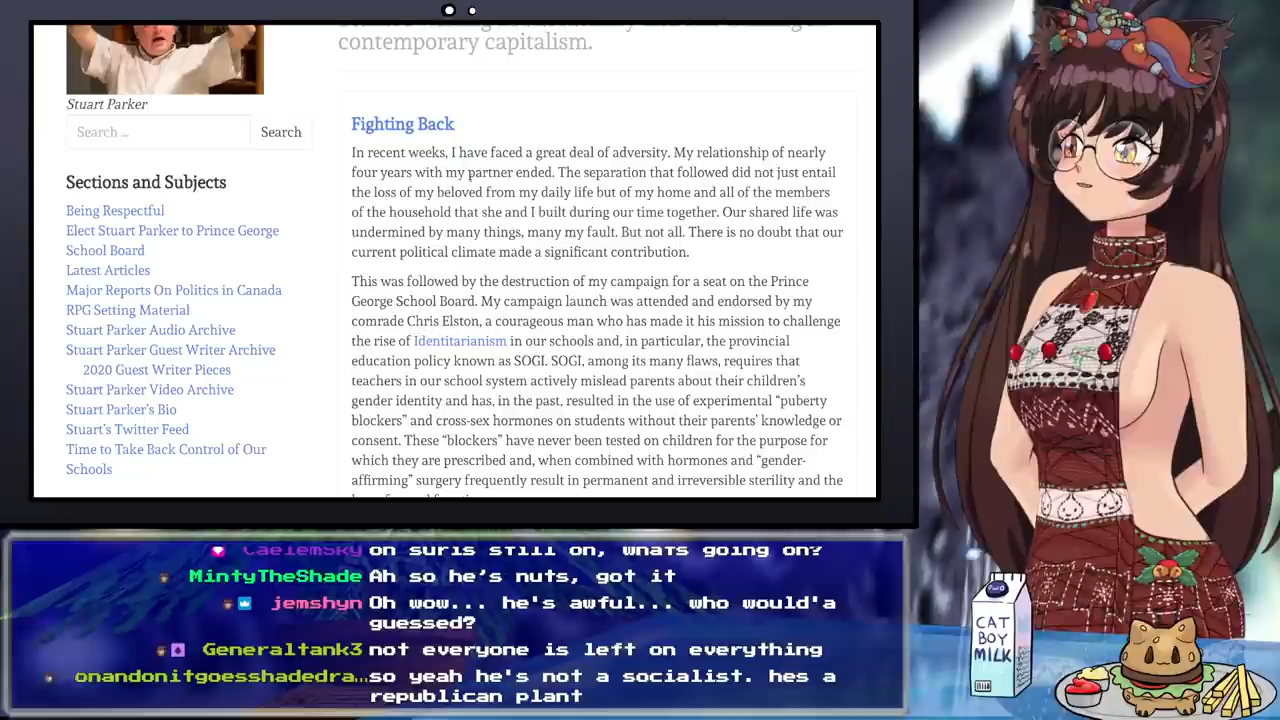 contemporary capitalism.
Stuart Parker
Search ...
Search
Sections and Subjects
Being Respectful
Elect Stuart Parker to Prince George
School Board
Latest Articles
Major Reports On Politics in Canada
RPG Setting Material
Stuart Parker Audio Archive
Stuart Parker Guest Writer Archive
2020 Guest Writer Pieces
Stuart Parker Video Archive
Stuart Parker’s Bio
Stuart’s Twitter Feed
Time to Take Back Control of Our
Schools
Fighting Back
In recent weeks, I have faced a great deal of adversity. My relationship of nearly
four years with my partner ended. The separation that followed did not just entail
the loss of my beloved from my daily life but of my home and all of the members
of the household that she and I built during our time together. Our shared life was
undermined by many things, many my fault. But not all. There is no doubt that our
current political climate made a significant contribution.
This was followed by the destruction of my campaign for a seat on the Prince
George School Board. My campaign launch was attended and endorsed by my
comrade Chris Elston, a courageous man who has made it his mission to challenge
the rise of Identitarianism in our schools and, in particular, the provincial
education policy known as SOGI. SOGI, among its many flaws, requires that
teachers in our school system actively mislead parents about their children’s
gender identity and has, in the past, resulted in the use of experimental “puberty
blockers” and cross-sex hormones on students without their parents’ knowledge or
consent. These “blockers” have never been tested on children for the purpose for
which they are prescribed and, when combined with hormones and “gender-
affirming” surgery frequently result in permanent and irreversible sterility and the
CaelemSky on suris still on, whats going on?
MintyTheShade Ah so he’s nuts, got it
jemshyn Oh wow... he's awful... who would'a
guessed?
Generaltank3 not everyone is left on everything
onandonitgoesshadedra... so yeah he's not a socialist. hes a
republican plant
CAT
BOY
MILK